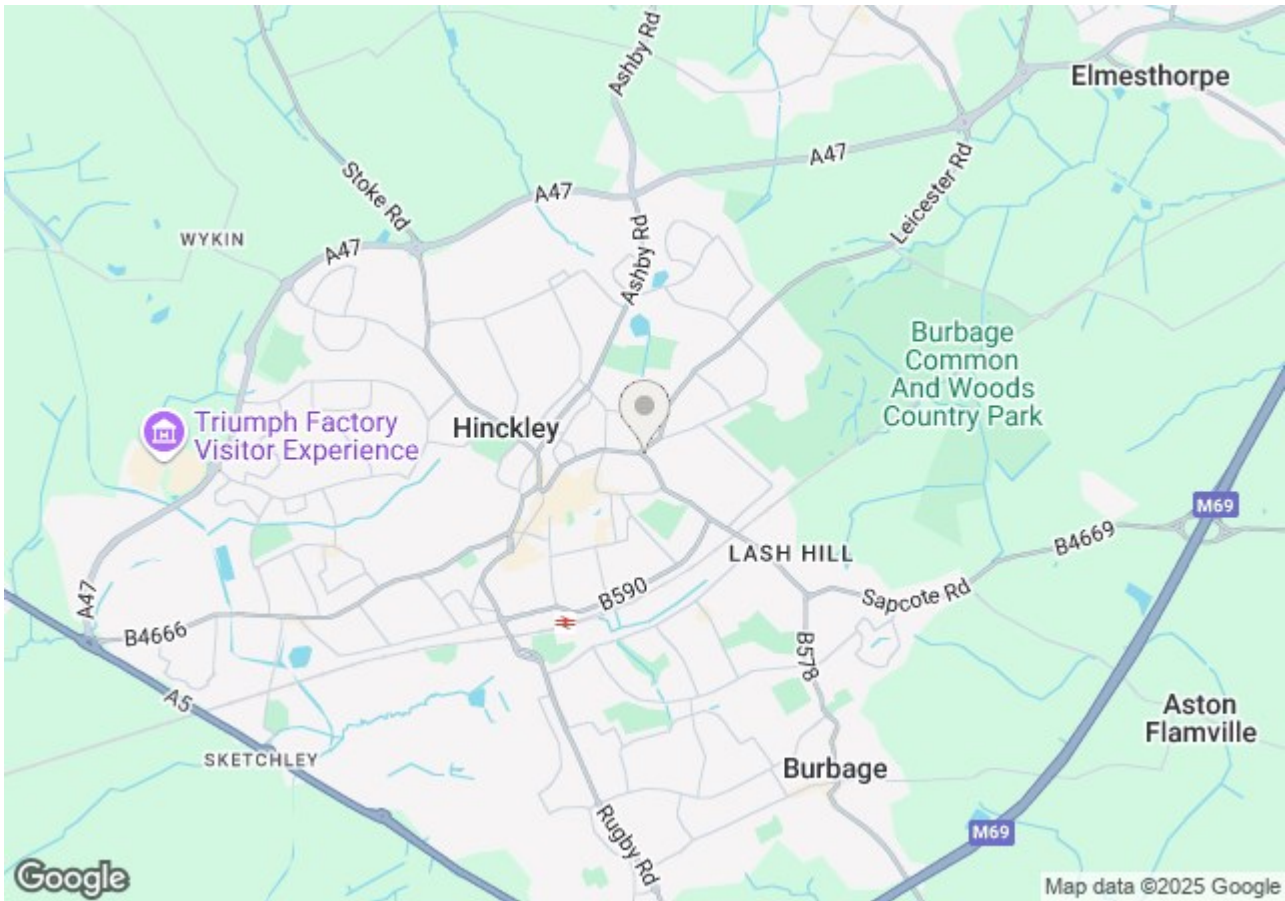 Ashby Rd
Elmesthorpe
A47
Leicester Rd
Stoke Rd
A47
WYKIN
A47
Ashby Rd
Burbage
Common
And Woods
Country Park
Triumph Factory
Visitor Experience
Hinckley
M69
B4669
LASH HILL
Sapcote Rd
B590
A47
B4666
B578
A5
Aston
Flamville
SKETCHLEY
Burbage
Rugby Rd
M69
Google
Map data ©2025 Google